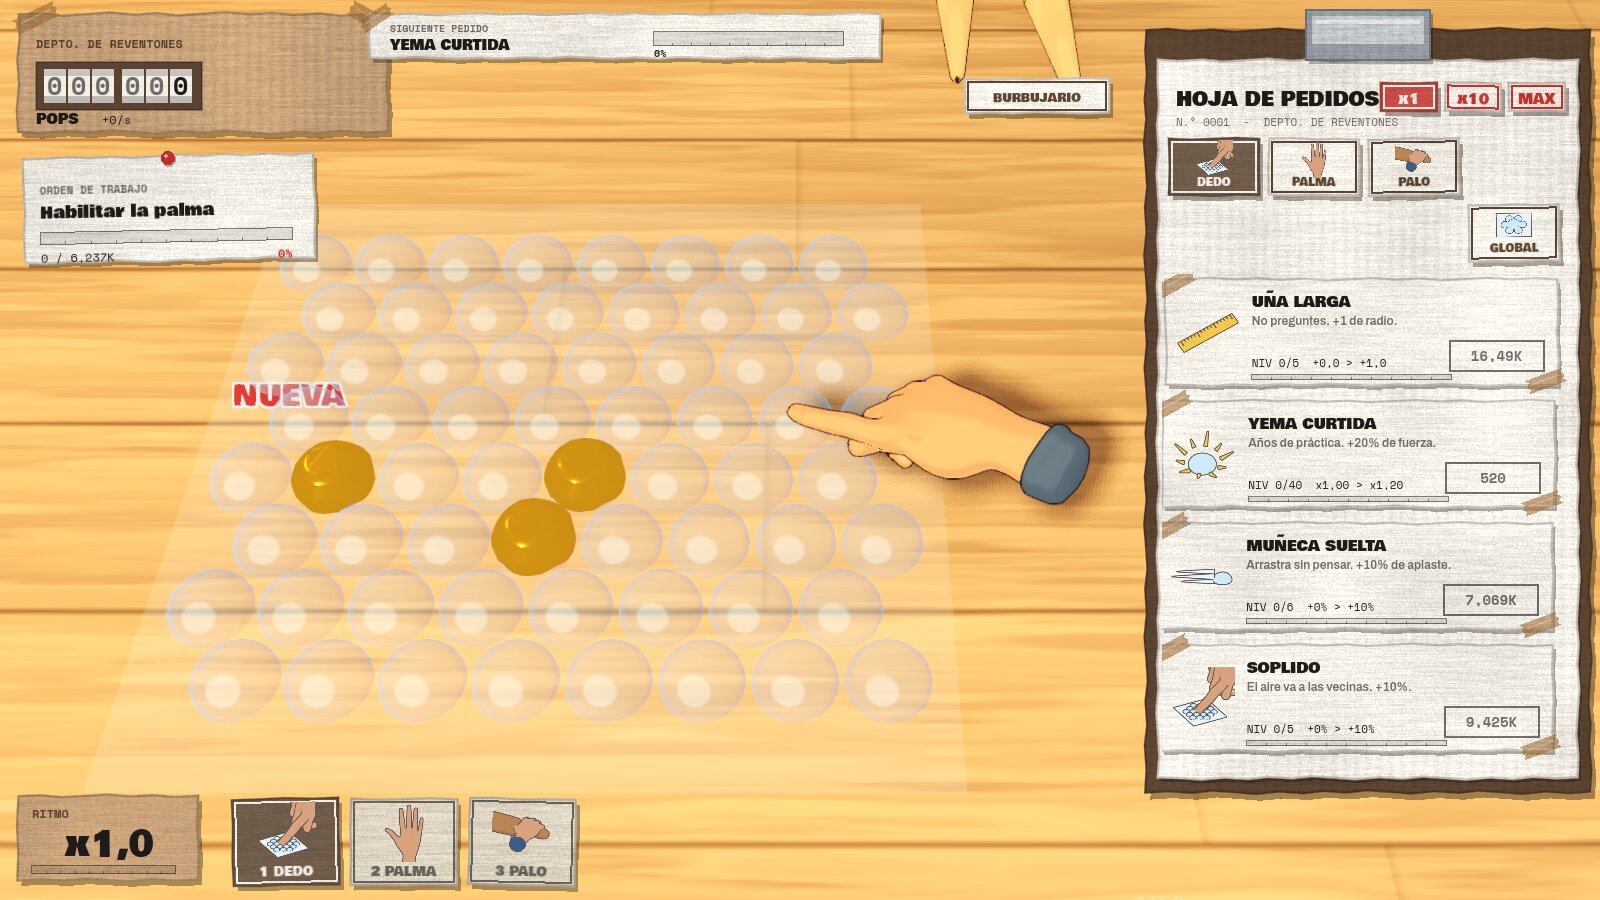 DEPTO. DE REVENTONES
000 000
POPS +0/s
SIGUIENTE PEDIDO
YEMA CURTIDA
0%
BURBUJARIO
ORDEN DE TRABAJO
Habilitar la palma
0 / 6,237K 0%
NUEVA
HOJA DE PEDIDOS x1 x10 MAX
N.° 0001 - DEPTO. DE REVENTONES
DEDO PALMA PALO
GLOBAL
UÑA LARGA
No preguntes. +1 de radio.
NIV 0/5 +0,0 > +1,0 16,49K
YEMA CURTIDA
Años de práctica. +20% de fuerza.
NIV 0/40 x1,00 > x1,20 520
MUÑECA SUELTA
Arrastra sin pensar. +10% de aplaste.
NIV 0/6 +0% > +10% 7,069K
SOPLIDO
El aire va a las vecinas. +10%.
NIV 0/5 +0% > +10% 9,425K
RITMO
x1,0
1 DEDO 2 PALMA 3 PALO